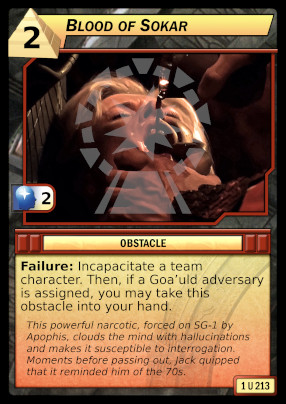 2
BLOOD OF SOKAR
2
OBSTACLE
Failure: Incapacitate a team
character. Then, if a Goa'uld adversary
is assigned, you may take this
obstacle into your hand.
This powerful narcotic, forced on SG-1 by
Apophis, clouds the mind with hallucinations
and makes it susceptible to interrogation.
Moments before passing out, Jack quipped
that it reminded him of the 70s.
1 U 213